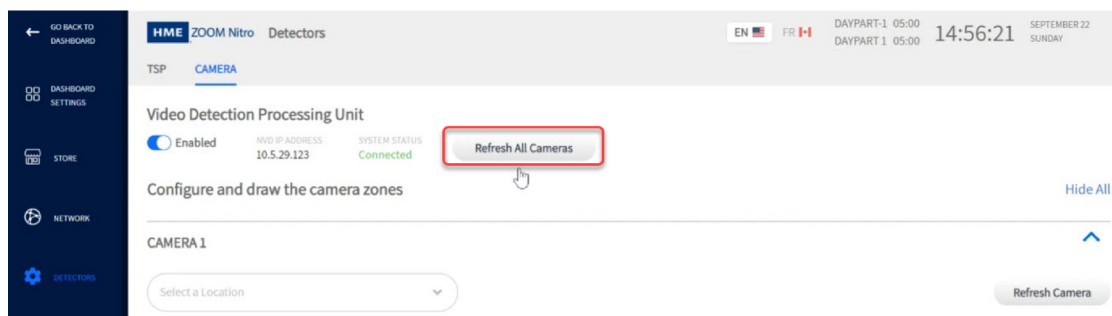 GO BACK TO
DASHBOARD
HME ZOOM Nitro Detectors
EN FR
DAYPART-1 05:00
DAYPART 1 05:00
14:56:21
SEPTEMBER 22
SUNDAY
TSP CAMERA
DASHBOARD
SETTINGS
STORE
NETWORK
DETECTORS
Video Detection Processing Unit
Enabled
NVD IP ADDRESS
10.5.29.123
SYSTEM STATUS
Connected
Refresh All Cameras
Configure and draw the camera zones
Hide All
CAMERA 1
Select a Location
Refresh Camera